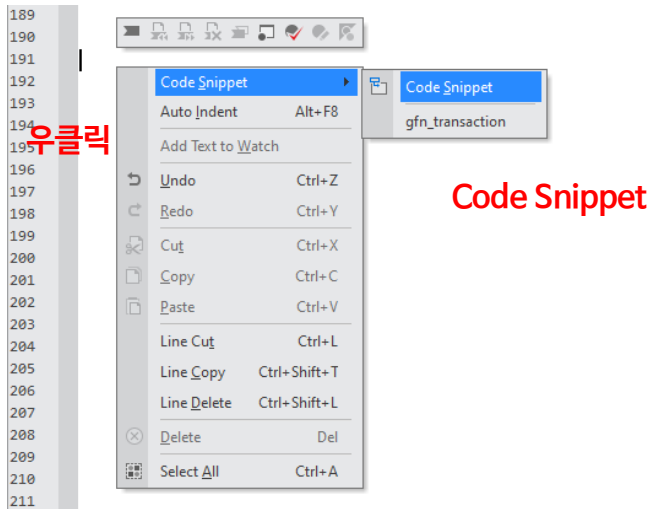 189
190
191
192
193
194
195
196
197
198
199
200
201
202
203
204
205
206
207
208
209
210
211
우클릭
Code Snippet
Auto Indent Alt+F8
Add Text to Watch
Undo Ctrl+Z
Redo Ctrl+Y
Cut Ctrl+X
Copy Ctrl+C
Paste Ctrl+V
Line Cut Ctrl+L
Line Copy Ctrl+Shift+T
Line Delete Ctrl+Shift+L
Delete Del
Select All Ctrl+A
Code Snippet
gfn_transaction
Code Snippet